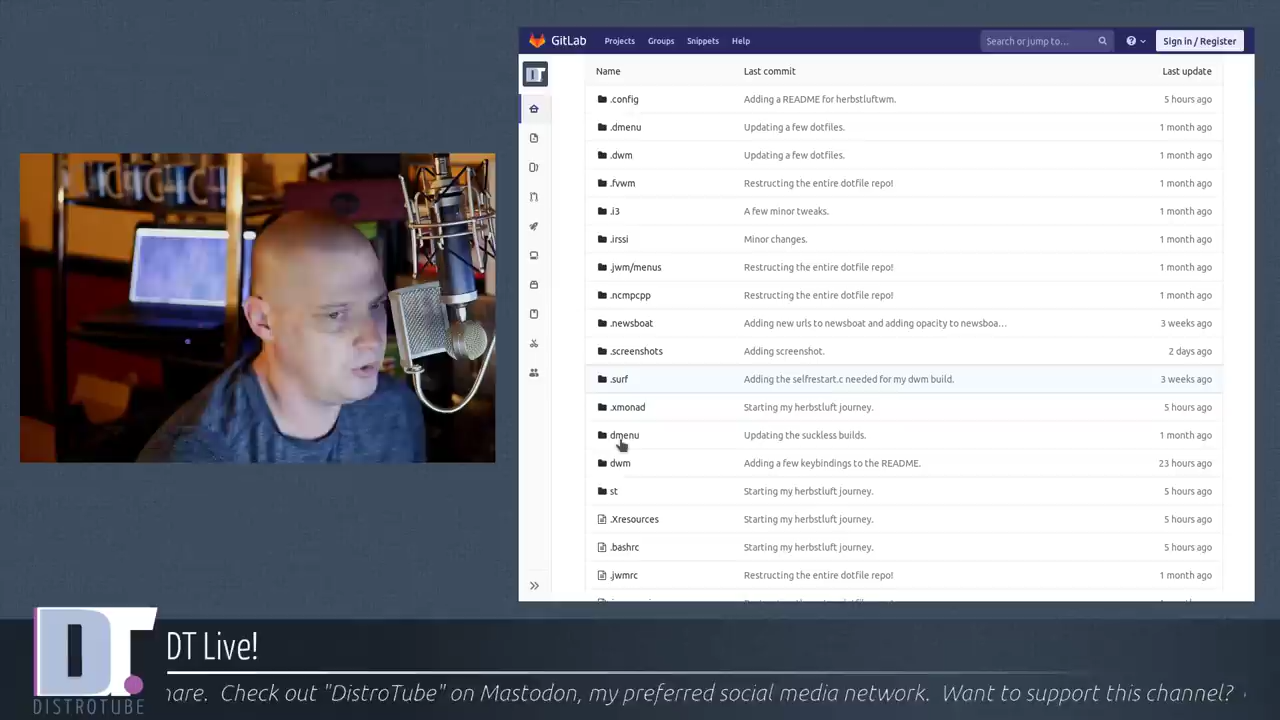 GitLab Projects Groups Snippets Help Search or jump to... Sign in / Register
DT
Name Last commit Last update
.config Adding a README for herbstluftwm. 5 hours ago
.dmenu Updating a few dotfiles. 1 month ago
.dwm Updating a few dotfiles. 1 month ago
.fvwm Restructing the entire dotfile repo! 1 month ago
.i3 A few minor tweaks. 1 month ago
.irssi Minor changes. 1 month ago
.jwm/menus Restructing the entire dotfile repo! 1 month ago
.ncmpcpp Restructing the entire dotfile repo! 1 month ago
.newsboat Adding new urls to newsboat and adding opacity to newsboa... 3 weeks ago
.screenshots Adding screenshot. 2 days ago
.surf Adding the selfrestart.c needed for my dwm build. 3 weeks ago
.xmonad Starting my herbstluft journey. 5 hours ago
dmenu Updating the suckless builds. 1 month ago
dwm Adding a few keybindings to the README. 23 hours ago
st Starting my herbstluft journey. 5 hours ago
.Xresources Starting my herbstluft journey. 5 hours ago
.bashrc Starting my herbstluft journey. 5 hours ago
.jwmrc Restructing the entire dotfile repo! 1 month ago
DT Live!
DT.
DISTROTUBE
hare. Check out "DistroTube" on Mastodon, my preferred social media network. Want to support this channel?